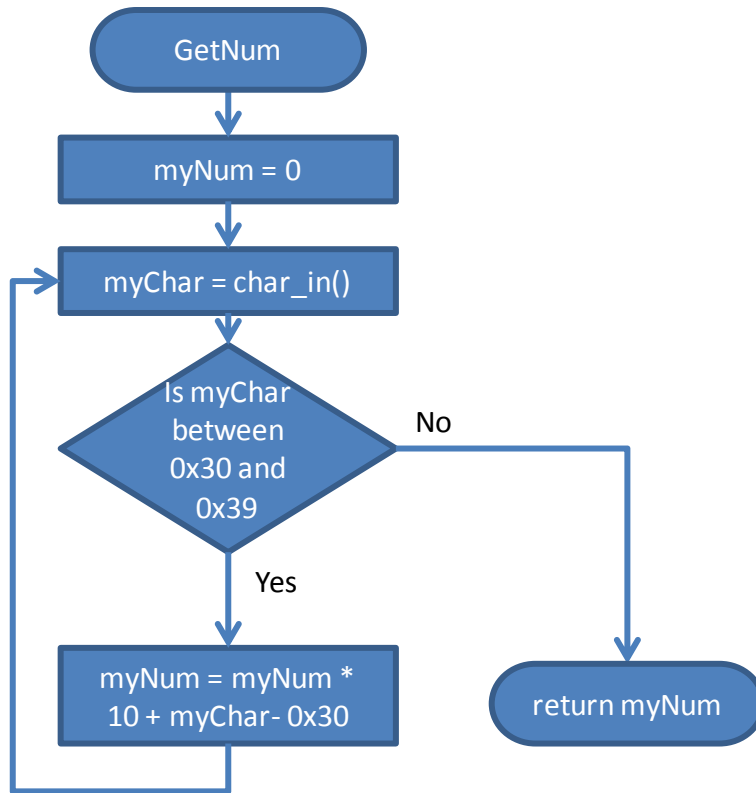 GetNum
myNum = 0
myChar = char_in()
Is myChar
between
0x30 and
0x39
No
Yes
myNum = myNum *
10 + myChar- 0x30
return myNum